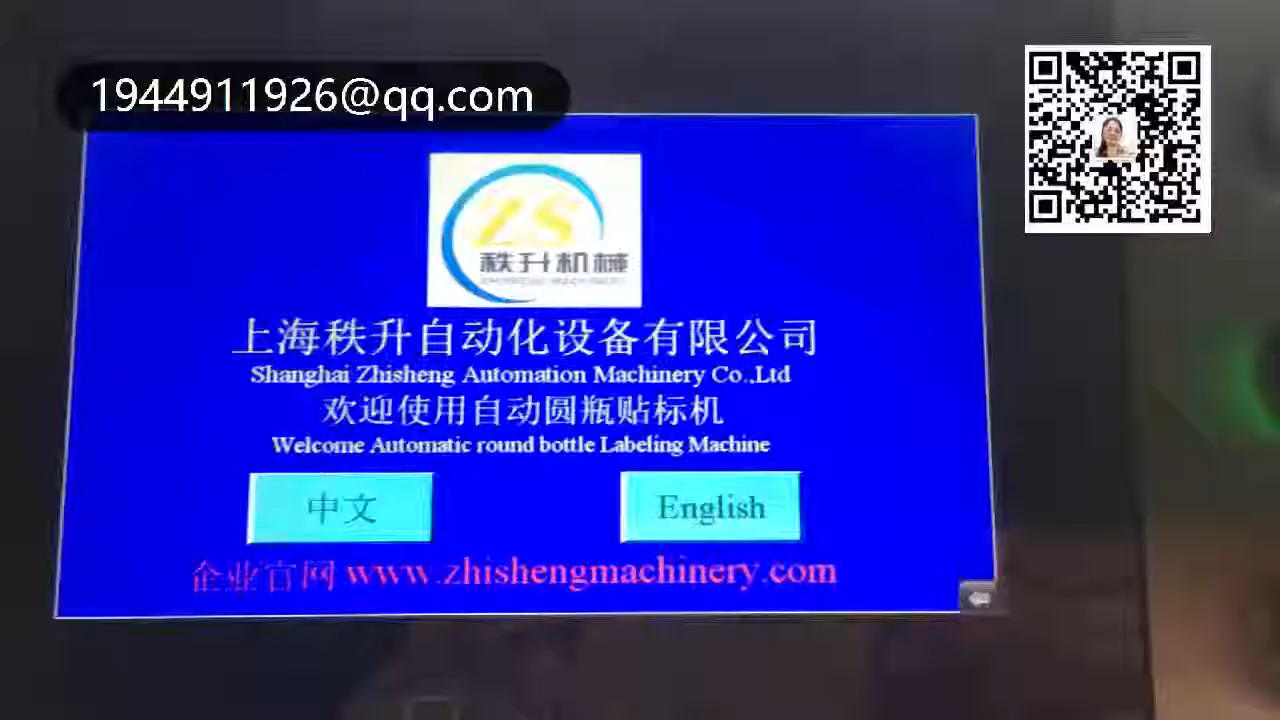 1944911926@qq.com
ZS
秩升机械
上海秩升自动化设备有限公司
Shanghai Zhisheng Automation Machinery Co.,Ltd
欢迎使用自动圆瓶贴标机
Welcome Automatic round bottle Labeling Machine
中文
English
企业官网 www.zhishengmachinery.com